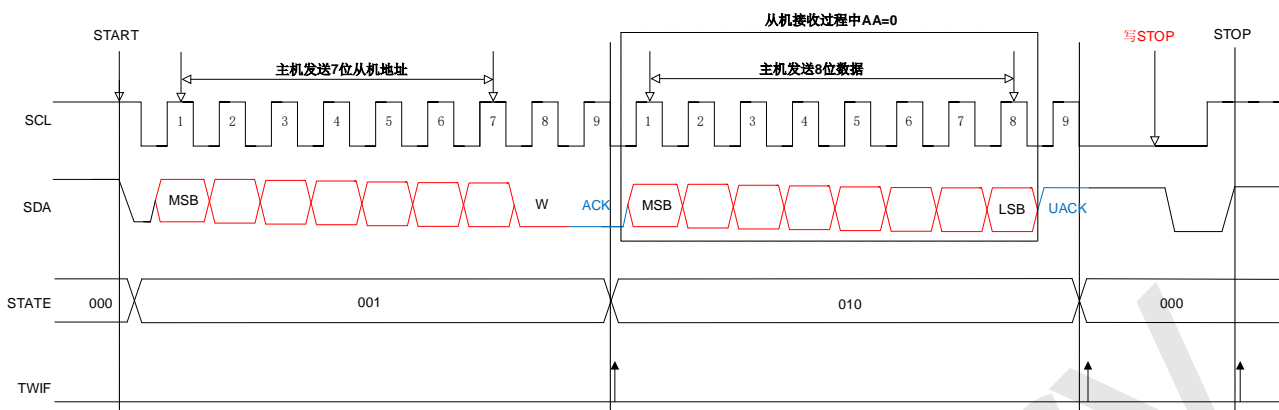 从机接收过程中AA=0
START
写STOP
STOP
主机发送7位从机地址
主机发送8位数据
SCL
1 2 3 4 5 6 7 8 9 1 2 3 4 5 6 7 8 9
SDA
MSB W ACK MSB LSB UACK
STATE 000 001 010 000
TWIF